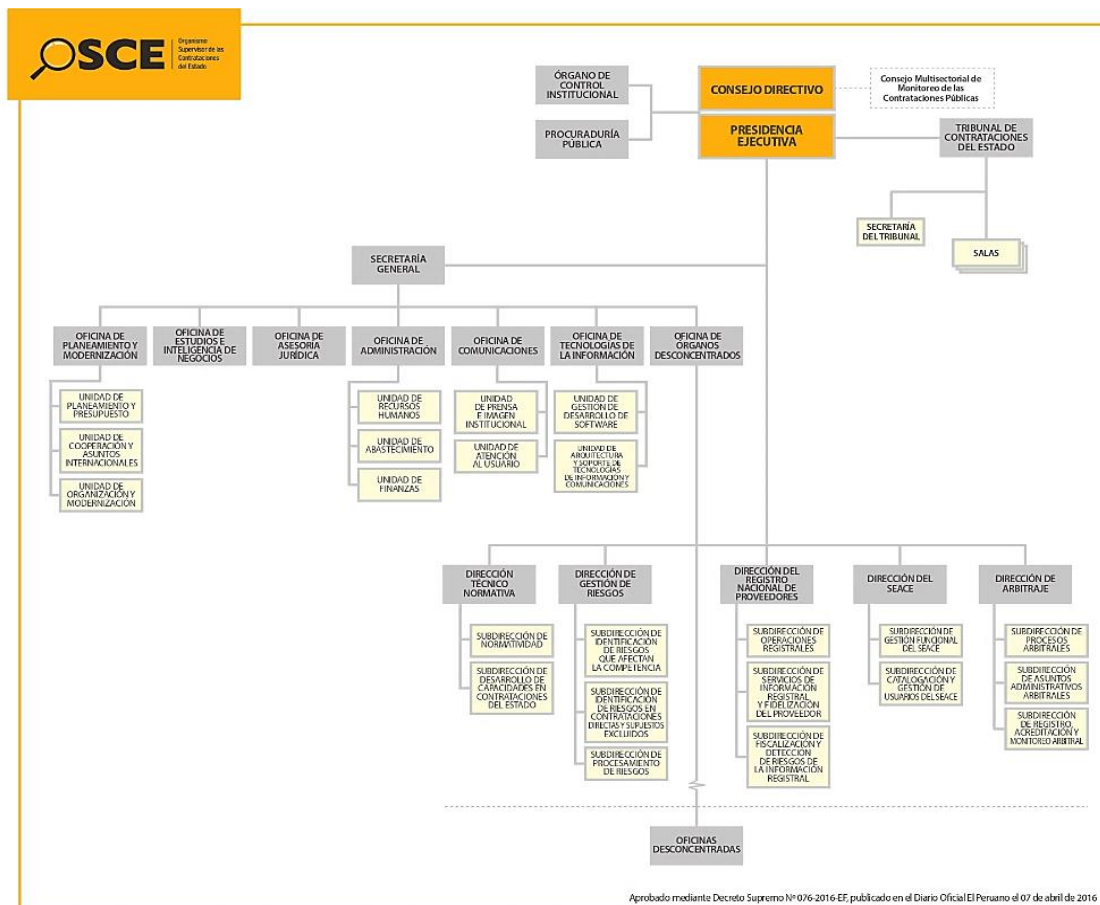 OSCE
Organismo
Supervisor de las
Contrataciones
del Estado
ÓRGANO DE
CONTROL
INSTITUCIONAL
PROCURADURÍA
PÚBLICA
CONSEJO DIRECTIVO
PRESIDENCIA
EJECUTIVA
Consejo Multisectorial de
Monitoreo de las
Contrataciones Públicas
TRIBUNAL DE
CONTRATACIONES
DEL ESTADO
SECRETARÍA
DEL TRIBUNAL
SALAS
SECRETARÍA
GENERAL
OFICINA DE
PLANEAMIENTO Y
MODERNIZACIÓN
OFICINA DE
ESTUDIOS E
INTELIGENCIA DE
NEGOCIOS
OFICINA DE
ASESORIA
JURÍDICA
OFICINA DE
ADMINISTRACIÓN
OFICINA DE
COMUNICACIONES
OFICINA DE
TECNOLOGÍAS DE
LA INFORMACIÓN
OFICINA DE
ÓRGANOS
DESCONCENTRADOS
UNIDAD DE
PLANEAMIENTO Y
PRESUPUESTO
UNIDAD DE
COOPERACIÓN Y
ASUNTOS
INTERNACIONALES
UNIDAD DE
ORGANIZACIÓN Y
MODERNIZACIÓN
UNIDAD DE
RECURSOS
HUMANOS
UNIDAD DE
ABASTECIMIENTO
UNIDAD DE
FINANZAS
UNIDAD
DE PRENSA
E IMAGEN
INSTITUCIONAL
UNIDAD DE
ATENCIÓN
AL USUARIO
UNIDAD DE
GESTIÓN DE
DESARROLLO DE
SOFTWARE
UNIDAD DE
ARQUITECTURA
Y SOPORTE DE
TECNOLOGÍAS
DE INFORMACIÓN Y
COMUNICACIONES
DIRECCIÓN
TÉCNICO
NORMATIVA
SUBDIRECCIÓN DE
NORMATIVIDAD
SUBDIRECCIÓN DE
DESARROLLO DE
CAPACIDADES EN
CONTRATACIONES
DEL ESTADO
DIRECCIÓN DE
GESTIÓN DE
RIESGOS
SUBDIRECCIÓN DE
IDENTIFICACIÓN
DE RIESGOS
QUE AFECTAN
LA COMPETENCIA
SUBDIRECCIÓN DE
IDENTIFICACIÓN
DE RIESGOS EN
CONTRATACIONES
DIRECTAS Y SUPUESTOS
EXCLUIDOS
SUBDIRECCIÓN DE
PROCESAMIENTO
DE RIESGOS
DIRECCIÓN DEL
REGISTRO
NACIONAL DE
PROVEEDORES
SUBDIRECCIÓN DE
OPERACIONES
REGISTRALES
SUBDIRECCIÓN DE
SERVICIOS DE
INFORMACIÓN
REGISTRAL
Y FIDELIZACIÓN
DEL PROVEEDOR
SUBDIRECCIÓN DE
FISCALIZACIÓN Y
DETECCIÓN
DE RIESGOS DE
LA INFORMACIÓN
REGISTRAL
DIRECCIÓN DEL
SEACE
SUBDIRECCIÓN DE
GESTIÓN FUNCIONAL
DEL SEACE
SUBDIRECCIÓN DE
CATALOGACIÓN Y
GESTIÓN DE
USUARIOS DEL SEACE
DIRECCIÓN DE
ARBITRAJE
SUBDIRECCIÓN DE
PROCESOS
ARBITRALES
SUBDIRECCIÓN
DE ASUNTOS
ADMINISTRATIVOS
ARBITRALES
SUBDIRECCIÓN
DE REGISTRO,
ACREDITACIÓN Y
MONITOREO ARBITRAL
OFICINAS
DESCONCENTRADAS
Aprobado mediante Decreto Supremo Nº 076-2016-EF, publicado en el Diario Oficial El Peruano el 07 de abril de 2016